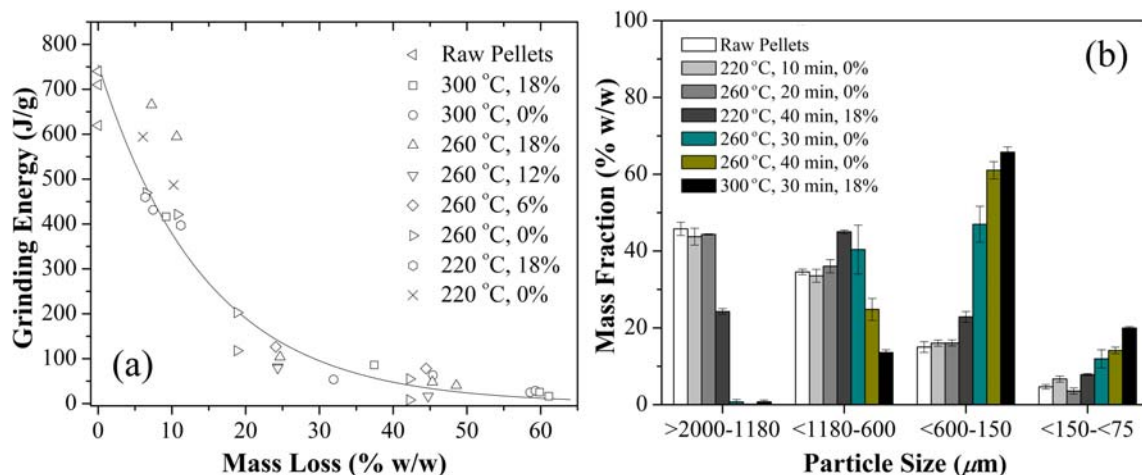 800
700
600
500
400
300
200
100
0
Grinding Energy (J/g)
Raw Pellets
300 °C, 18%
300 °C, 0%
260 °C, 18%
260 °C, 12%
260 °C, 6%
260 °C, 0%
220 °C, 18%
220 °C, 0%
(a)
0 10 20 30 40 50 60
Mass Loss (% w/w)
100
80
60
40
20
0
Mass Fraction (% w/w)
Raw Pellets
220 °C, 10 min, 0%
260 °C, 20 min, 0%
220 °C, 40 min, 18%
260 °C, 30 min, 0%
260 °C, 40 min, 0%
300 °C, 30 min, 18%
(b)
>2000-1180 <1180-600 <600-150 <150-<75
Particle Size (μm)